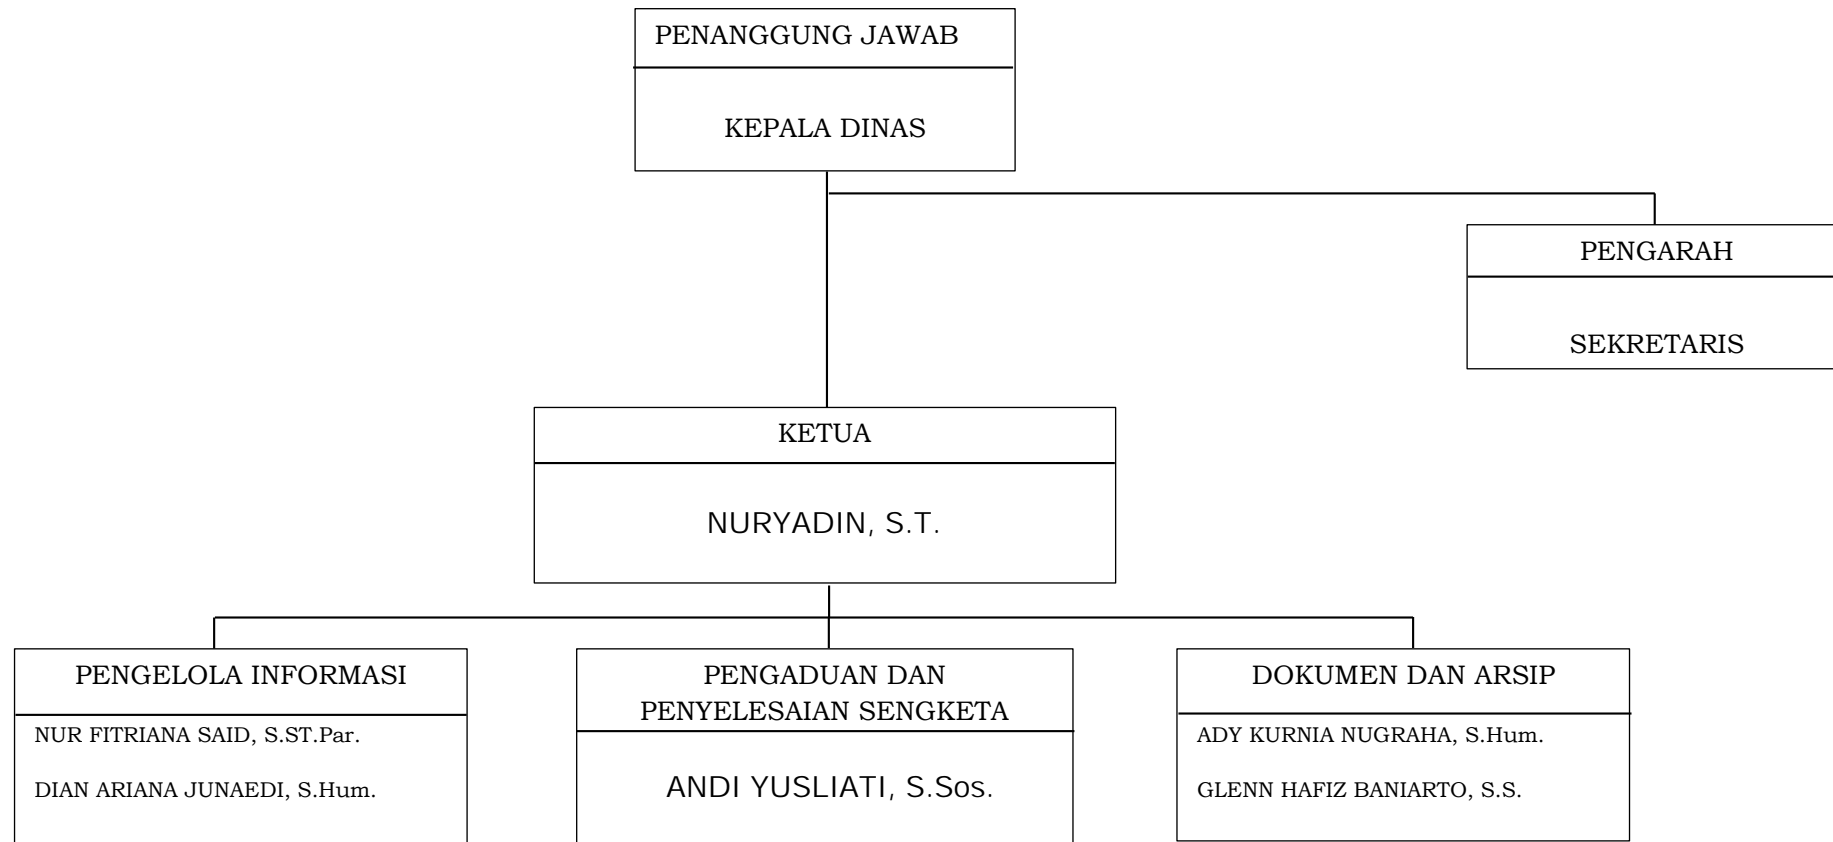 PENANGGUNG JAWAB
KEPALA DINAS
PENGARAH
SEKRETARIS
KETUA
NURYADIN, S.T.
PENGELOLA INFORMASI
NUR FITRIANA SAID, S.ST.Par.
DIAN ARIANA JUNAEDI, S.Hum.
PENGADUAN DAN
PENYELESAIAN SENGKETA
ANDI YUSLIATI, S.Sos.
DOKUMEN DAN ARSIP
ADY KURNIA NUGRAHA, S.Hum.
GLENN HAFIZ BANIARTO, S.S.